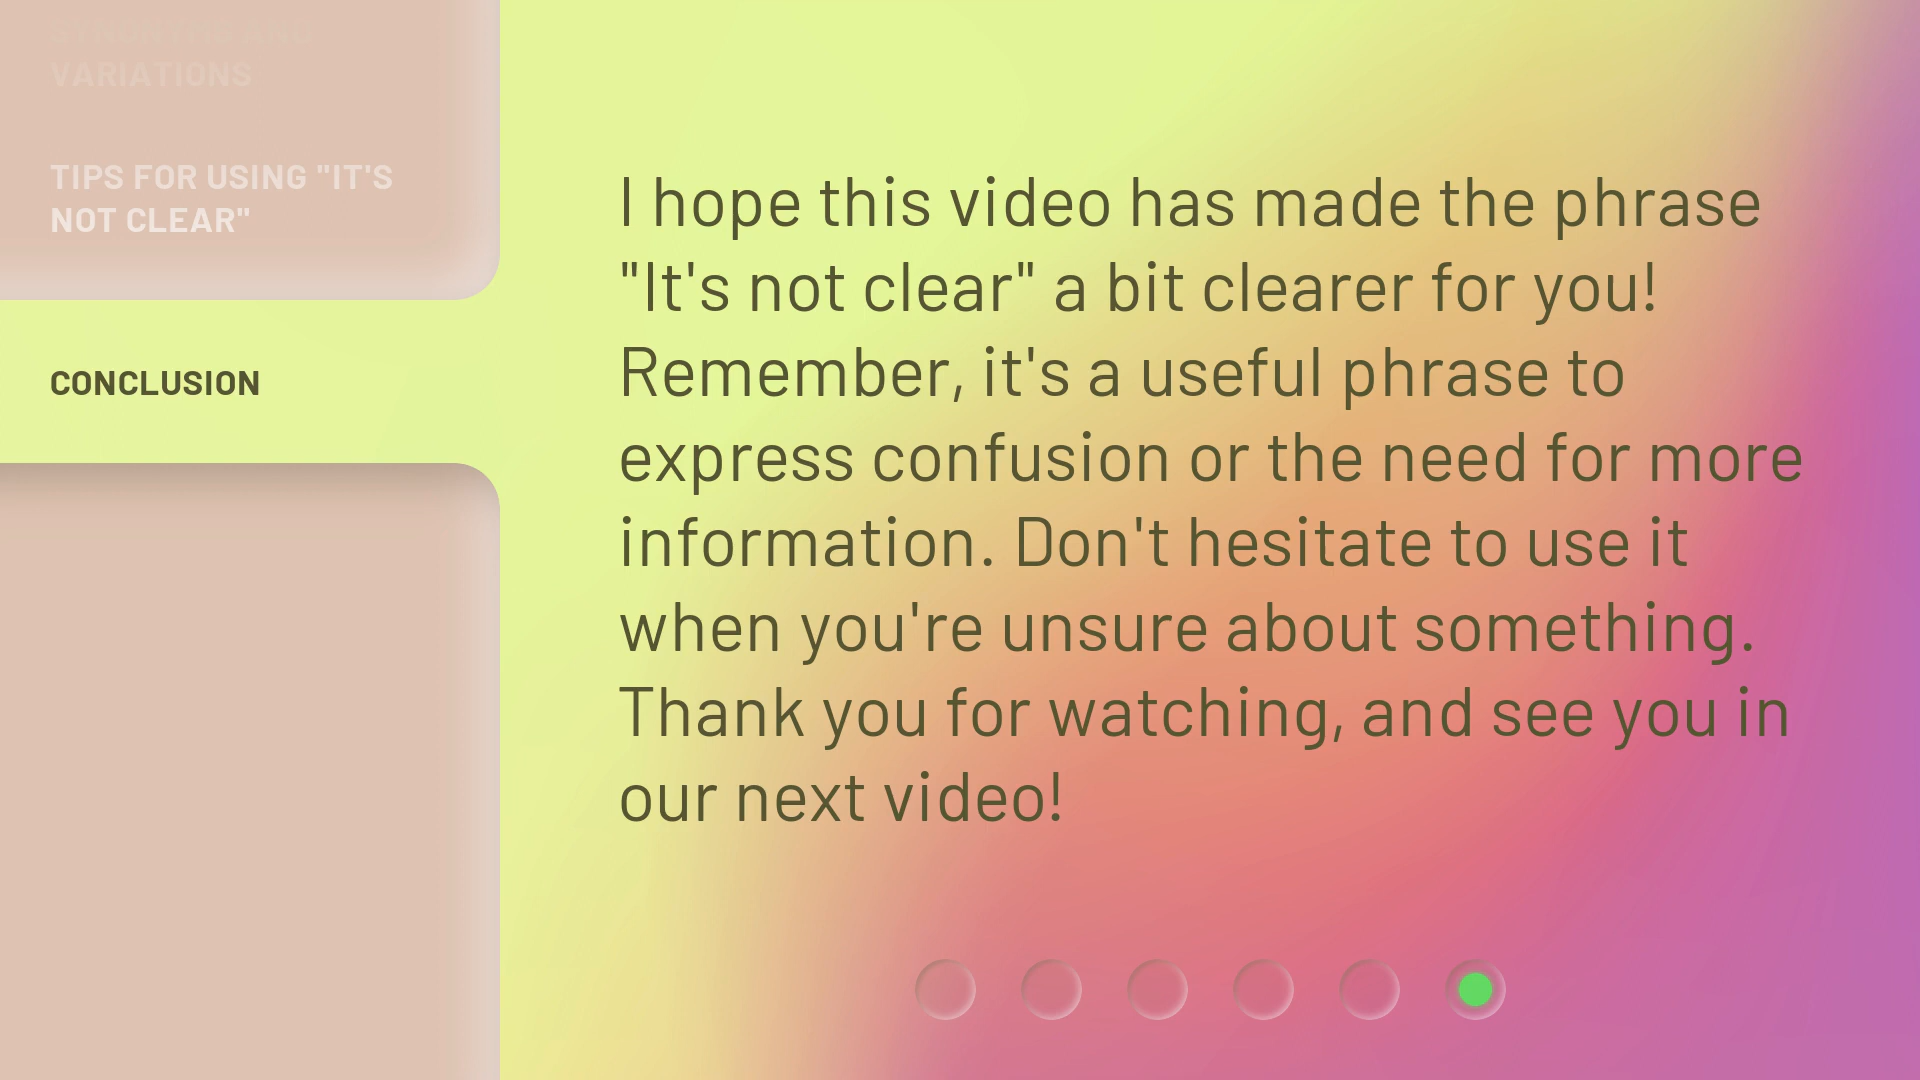 SYNONYMS AND
VARIATIONS
TIPS FOR USING "IT'S
NOT CLEAR"
CONCLUSION
I hope this video has made the phrase
"It's not clear" a bit clearer for you!
Remember, it's a useful phrase to
express confusion or the need for more
information. Don't hesitate to use it
when you're unsure about something.
Thank you for watching, and see you in
our next video!